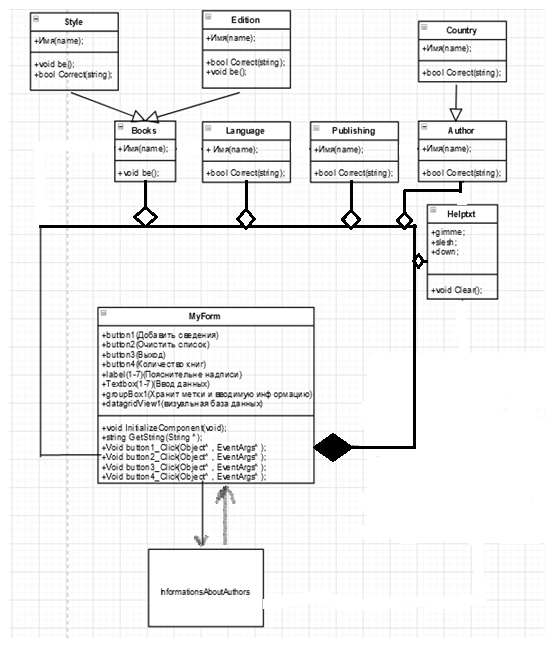 Style
+Имя(name);
+void be();
+bool Correct(string);
Edition
+Имя(name);
+bool Correct(string);
+void be();
Country
+Имя(name);
+bool Correct(string);
Books
+Имя(name);
+void be();
Language
+ Имя(name);
+bool Correct(string);
Publishing
+Имя(name);
+bool Correct(string);
Author
+Имя(name);
+bool Correct(string);
Helptxt
+gimme;
+slesh;
+down;
+void Clear();
MyForm
+button1(Добавить сведения)
+button2(Очистить список)
+button3(Выход)
+button4(Количество книг)
+label(1-7)(Пояснительне надписи)
+Textbox(1-7)(Ввод данных)
+groupBox1(Хранит метки и вводимую информацию)
+datagridView1(визуальная база данных)
+void InitializeComponent(void);
+string GetString(String ^);
+Void button1_Click(Object^ , EventArgs^ );
+Void button2_Click(Object^ , EventArgs^ );
+Void button3_Click(Object^ , EventArgs^ );
+Void button4_Click(Object^ , EventArgs^ );
InformationsAboutAuthors